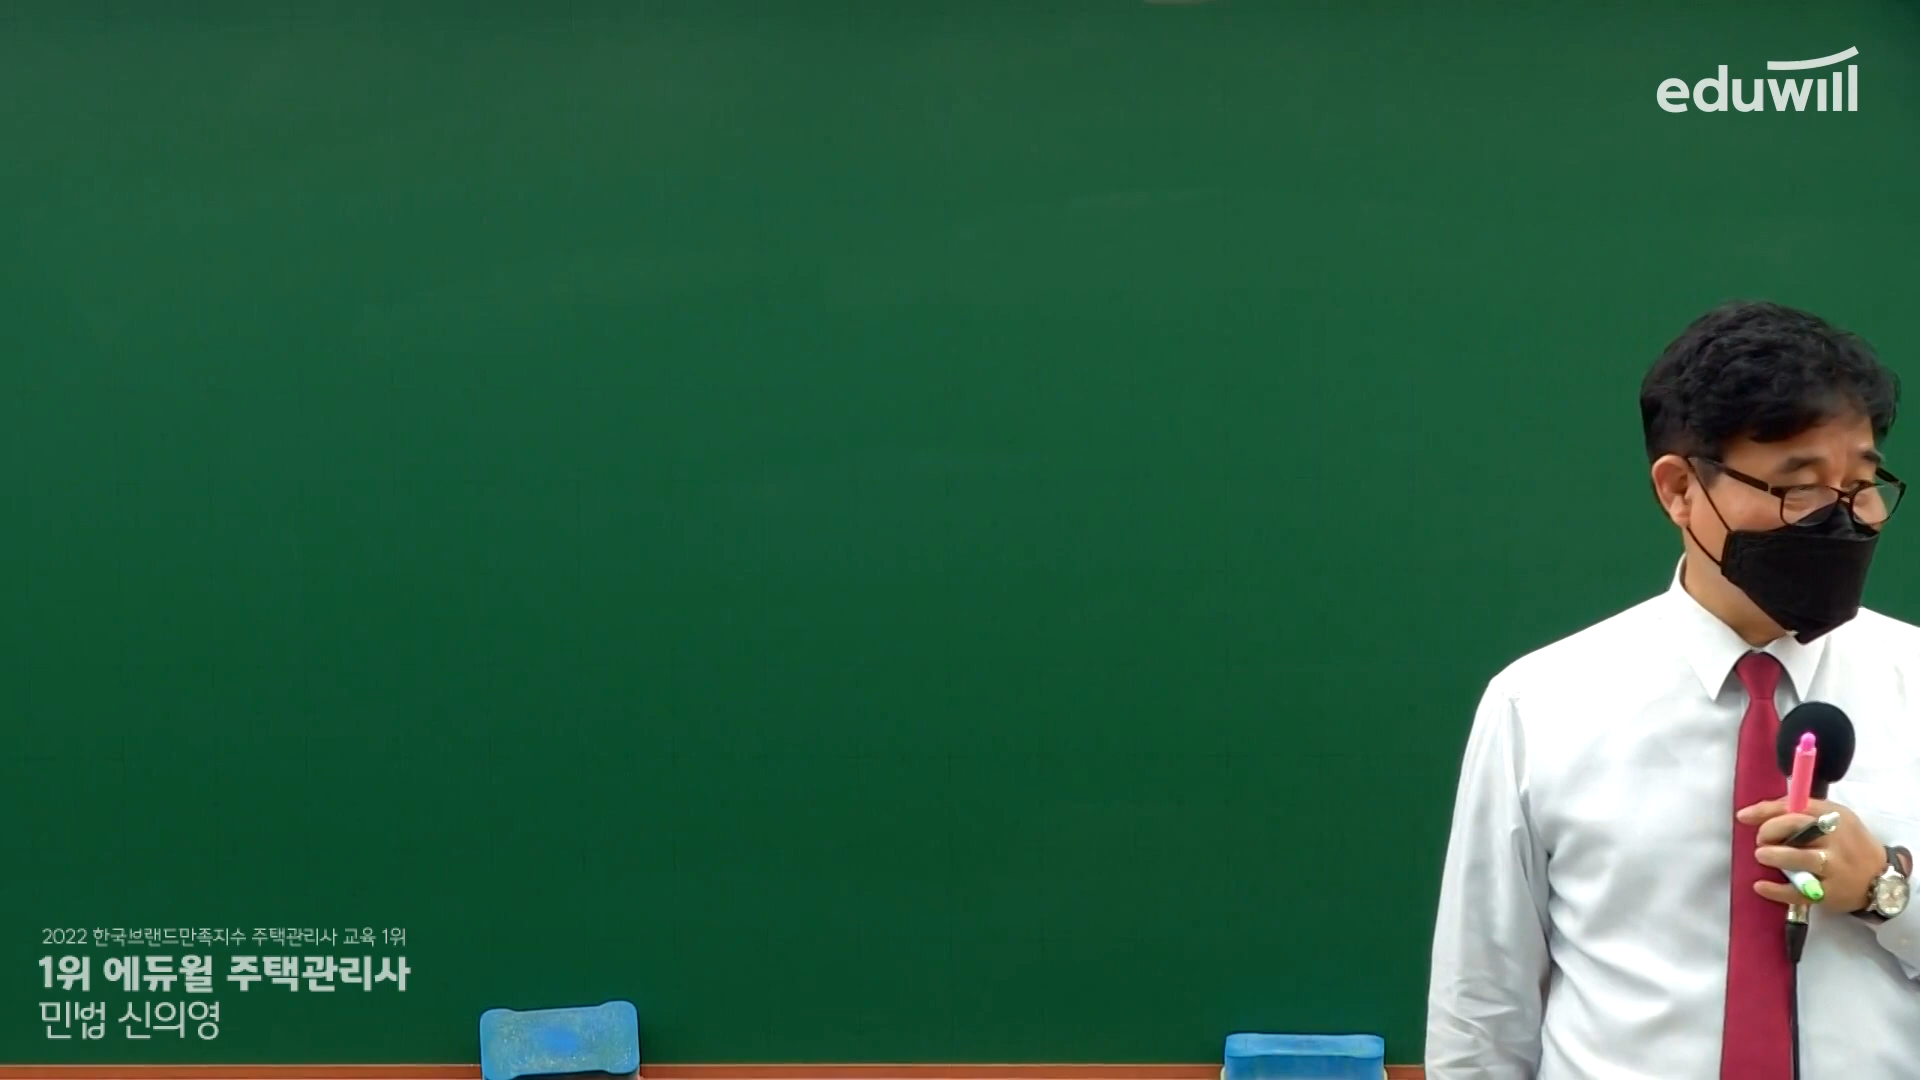 eduwill
2022 한국브랜드만족지수 주택관리사 교육 1위
1위 에듀윌 주택관리사
민법 신의영